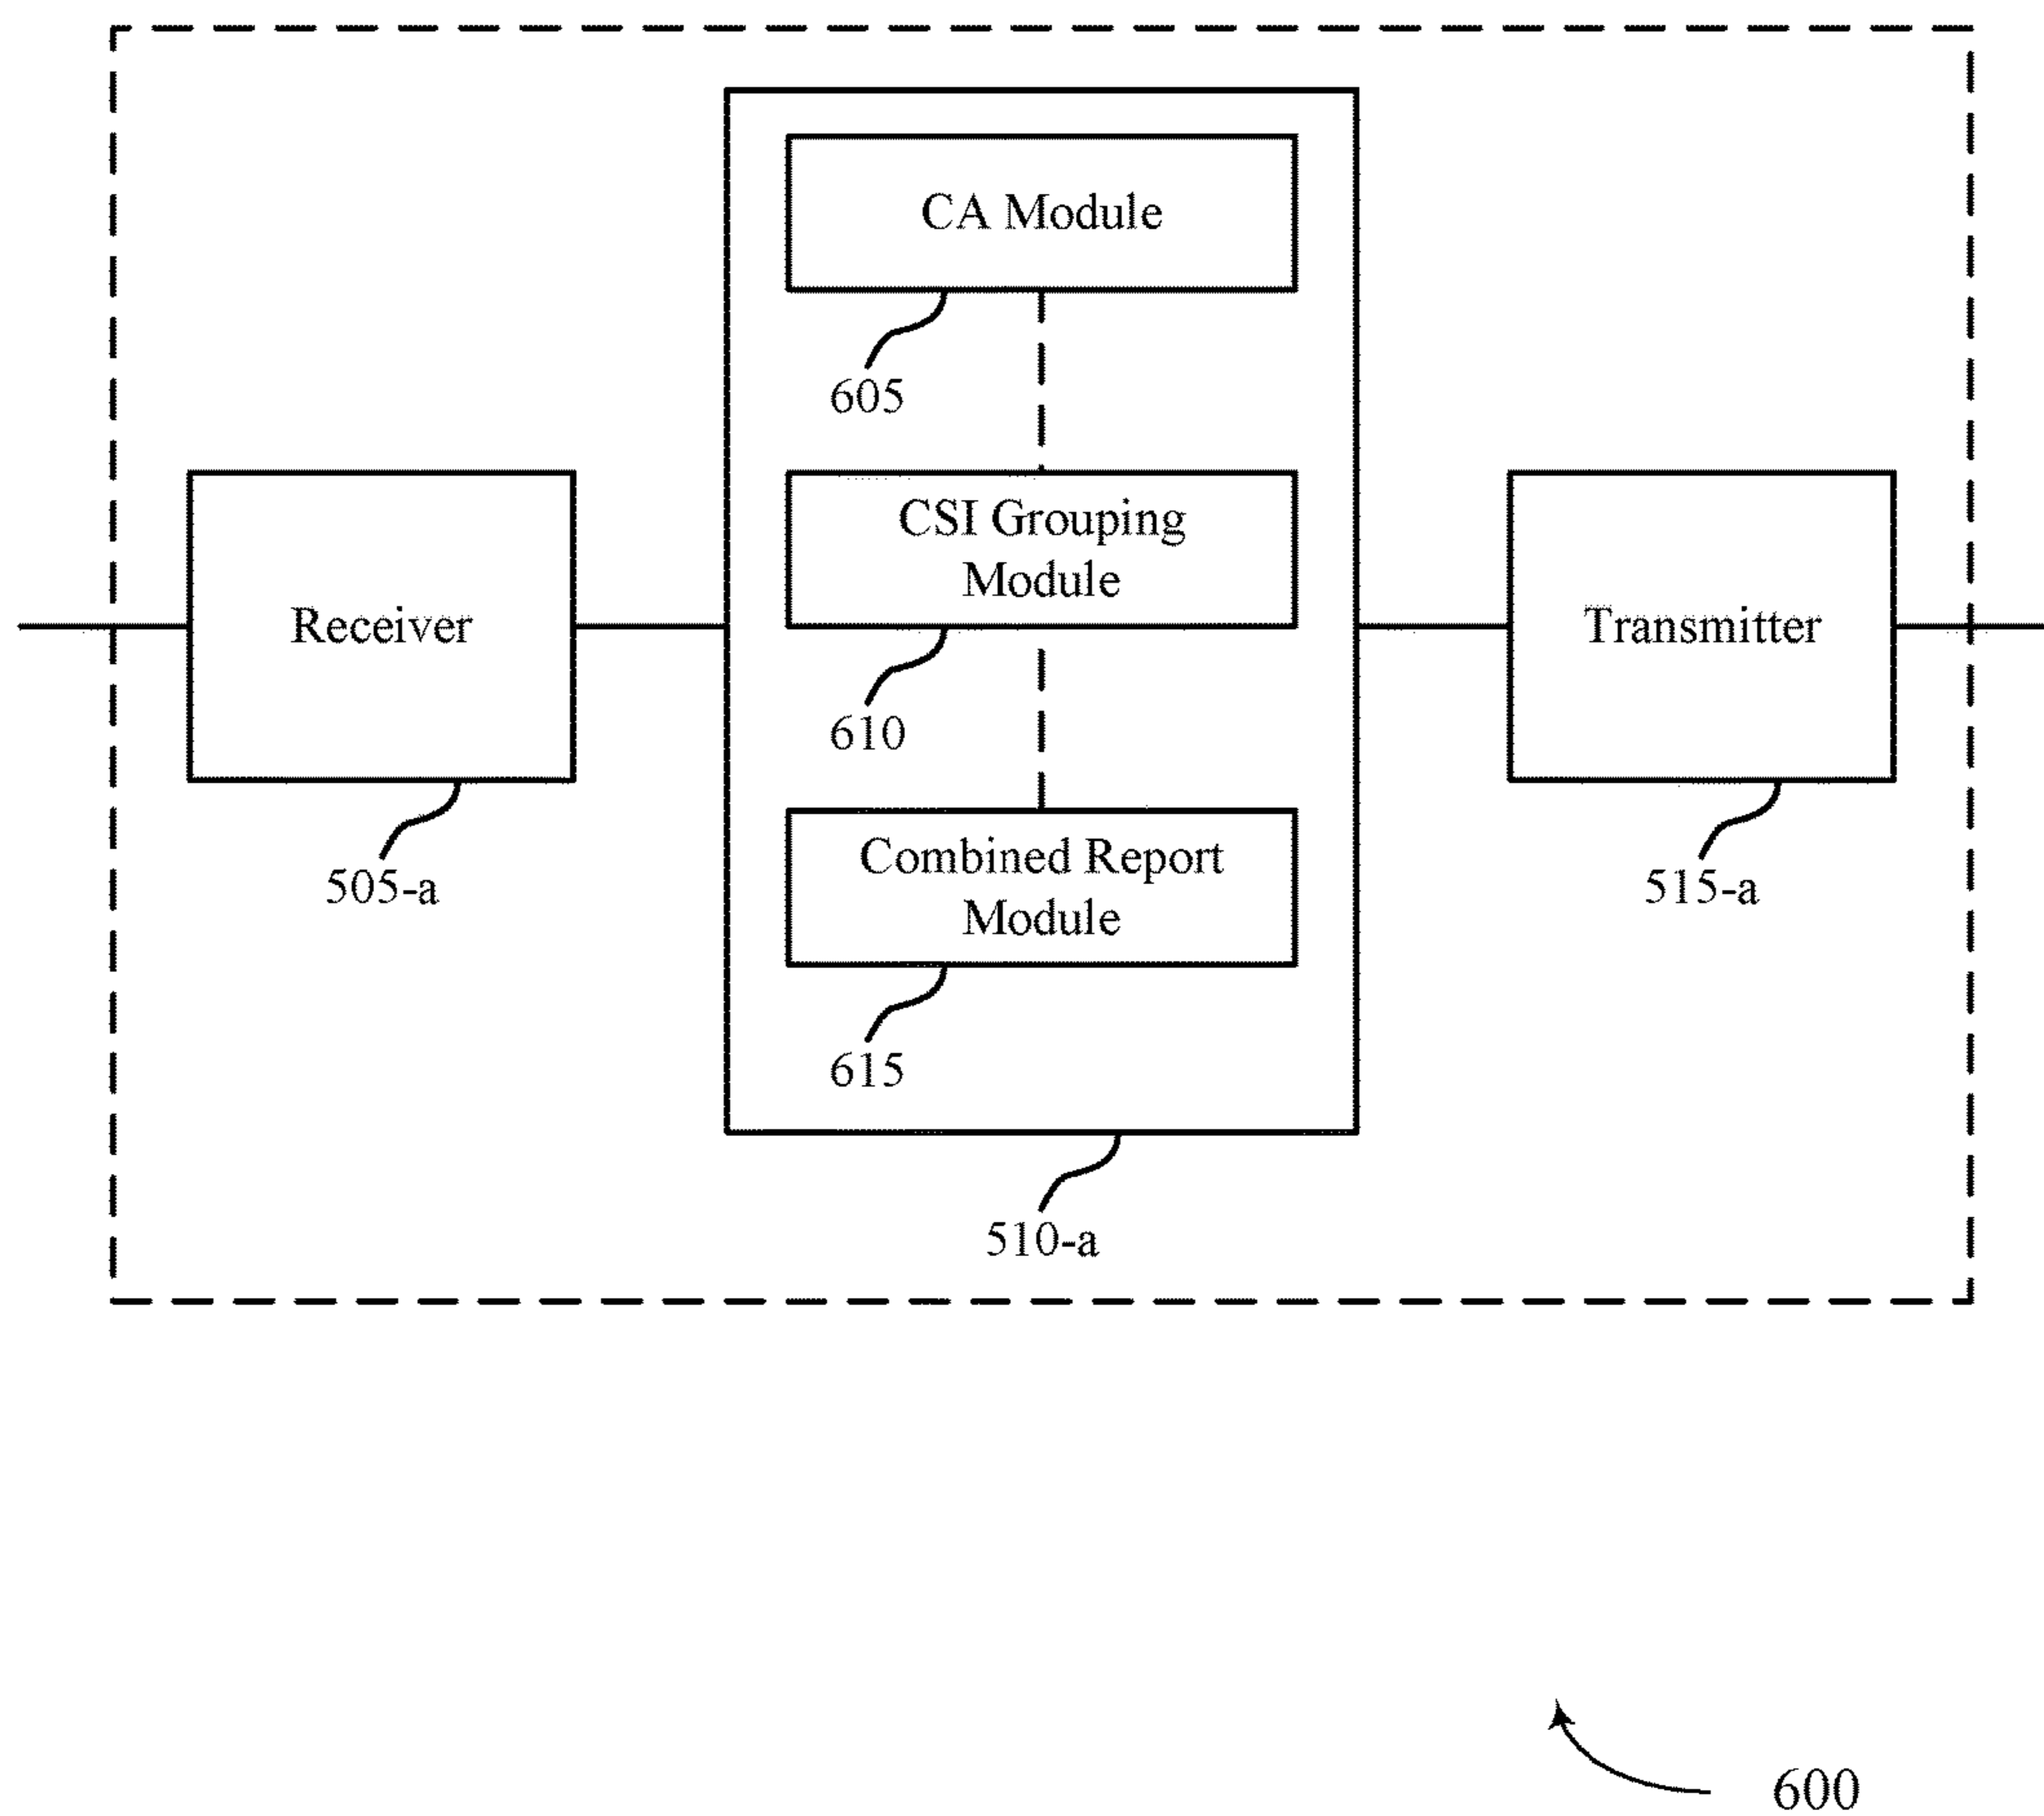 CA Module
605
CSI Grouping
Module
610
Receiver
505-a
Transmitter
515-a
Combined Report
Module
615
510-a
600